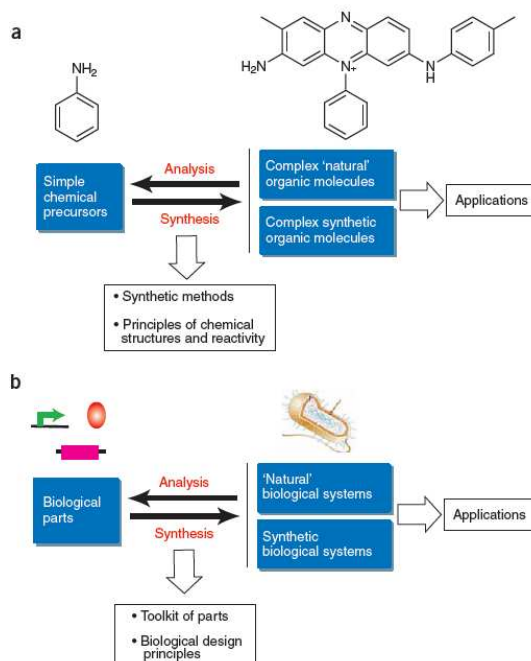 a
NH2
N
H2N
N+
N
H
Simple
chemical
precursors
Analysis
Synthesis
Complex ‘natural’
organic molecules
Complex synthetic
organic molecules
Applications
• Synthetic methods
• Principles of chemical
structures and reactivity
b
Biological
parts
Analysis
Synthesis
‘Natural’
biological systems
Synthetic
biological systems
Applications
• Toolkit of parts
• Biological design
principles